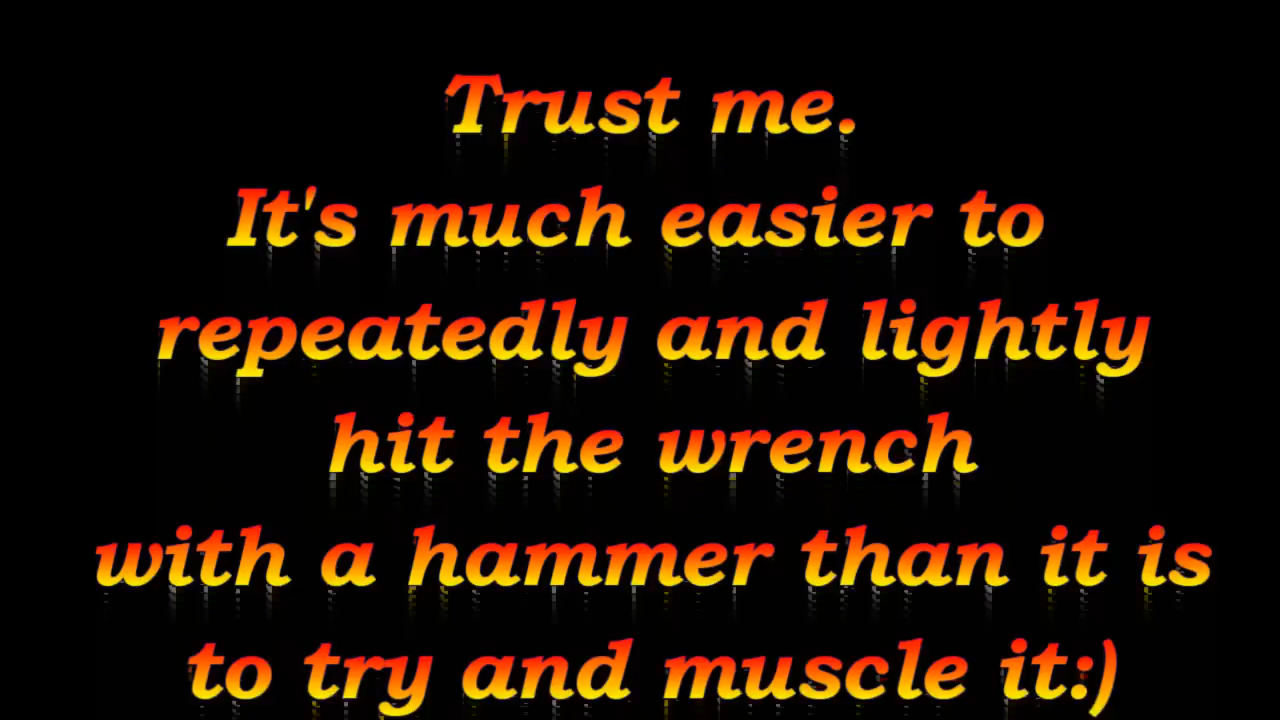 Trust me.
It's much easier to
repeatedly and lightly
hit the wrench
with a hammer than it is
to try and muscle it:)